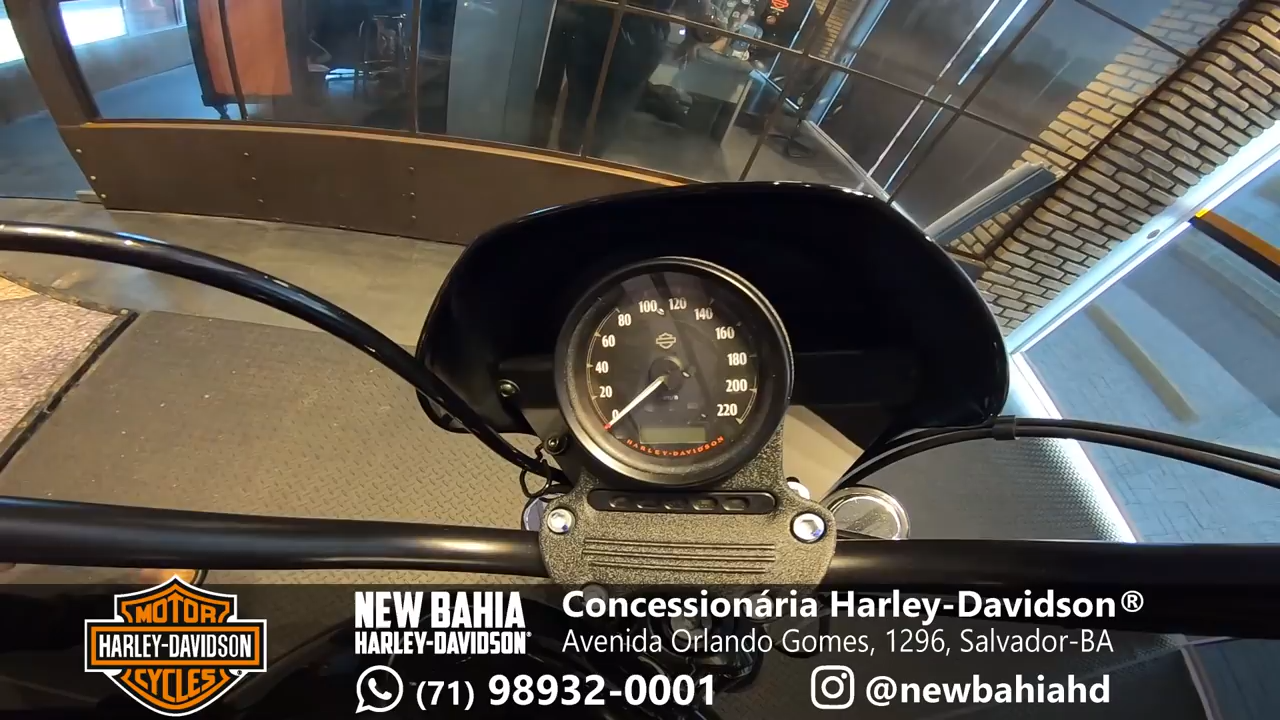 100 120
80 140
60 160
40 180
20 200
0 220
HARLEY-DAVIDSON
MOTOR
HARLEY-DAVIDSON
CYCLES
NEW BAHIA
HARLEY-DAVIDSON®
Concessionária Harley-Davidson®
Avenida Orlando Gomes, 1296, Salvador-BA
(71) 98932-0001
@newbahiahd